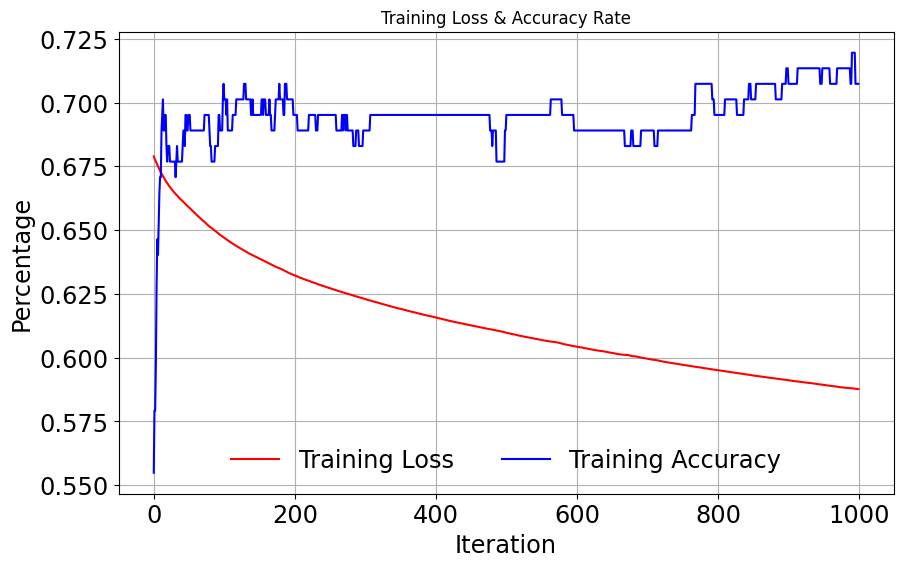 Training Loss & Accuracy Rate
0.725
0.700
0.675
0.650
0.625
0.600
0.575
0.550
Percentage
Training Loss
Training Accuracy
0
200
400
600
800
1000
Iteration